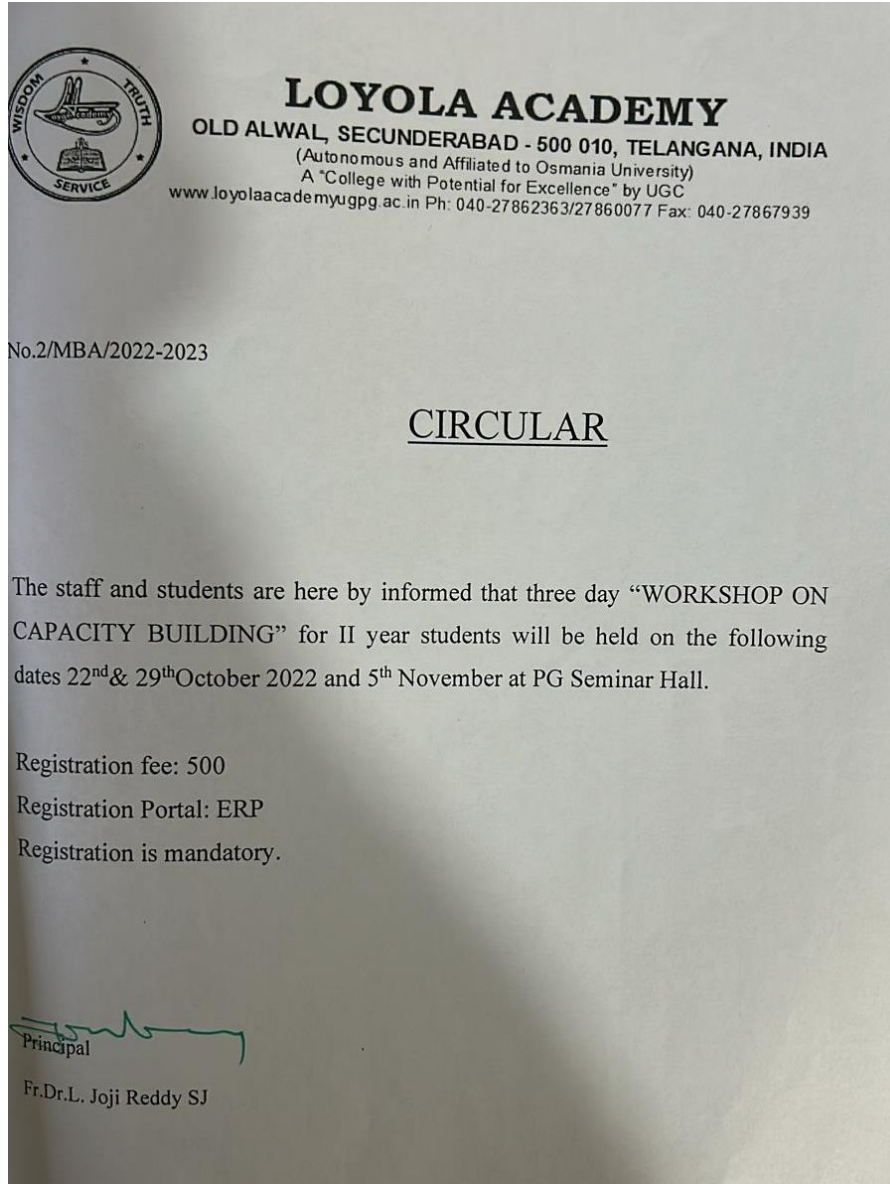 WISDOM
TRUTH
SERVICE
LOYOLA ACADEMY
OLD ALWAL, SECUNDERABAD - 500 010, TELANGANA, INDIA
(Autonomous and Affiliated to Osmania University)
A "College with Potential for Excellence" by UGC
www.loyolaacademyugpg.ac.in Ph: 040-27862363/27860077 Fax: 040-27867939
No.2/MBA/2022-2023
CIRCULAR
The staff and students are here by informed that three day “WORKSHOP ON
CAPACITY BUILDING” for II year students will be held on the following
dates 22nd& 29thOctober 2022 and 5th November at PG Seminar Hall.
Registration fee: 500
Registration Portal: ERP
Registration is mandatory.
Principal
Fr.Dr.L. Joji Reddy SJ